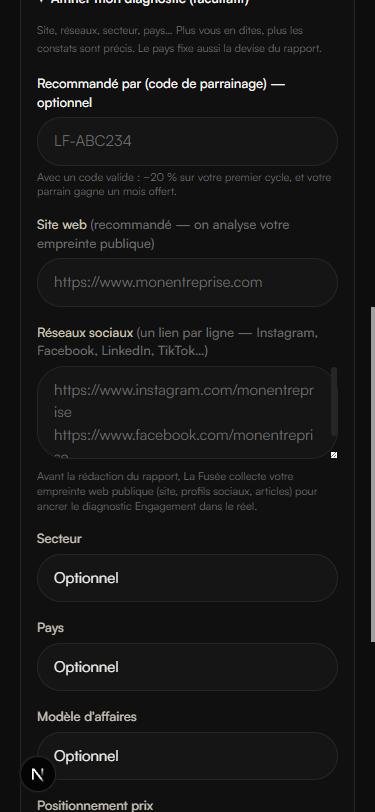 Affiner mon diagnostic (facultatif)
Site, réseaux, secteur, pays… Plus vous en dites, plus les
constats sont précis. Le pays fixe aussi la devise du rapport.
Recommandé par (code de parrainage) —
optionnel
LF-ABC234
Avec un code valide : −20 % sur votre premier cycle, et votre
parrain gagne un mois offert.
Site web (recommandé — on analyse votre
empreinte publique)
https://www.monentreprise.com
Réseaux sociaux (un lien par ligne — Instagram,
Facebook, LinkedIn, TikTok…)
https://www.instagram.com/monentrepr
ise
https://www.facebook.com/monentrepri
se
Avant la rédaction du rapport, La Fusée collecte votre
empreinte web publique (site, profils sociaux, articles) pour
ancrer le diagnostic Engagement dans le réel.
Secteur
Optionnel
Pays
Optionnel
Modèle d'affaires
Optionnel
N
Positionnement prix